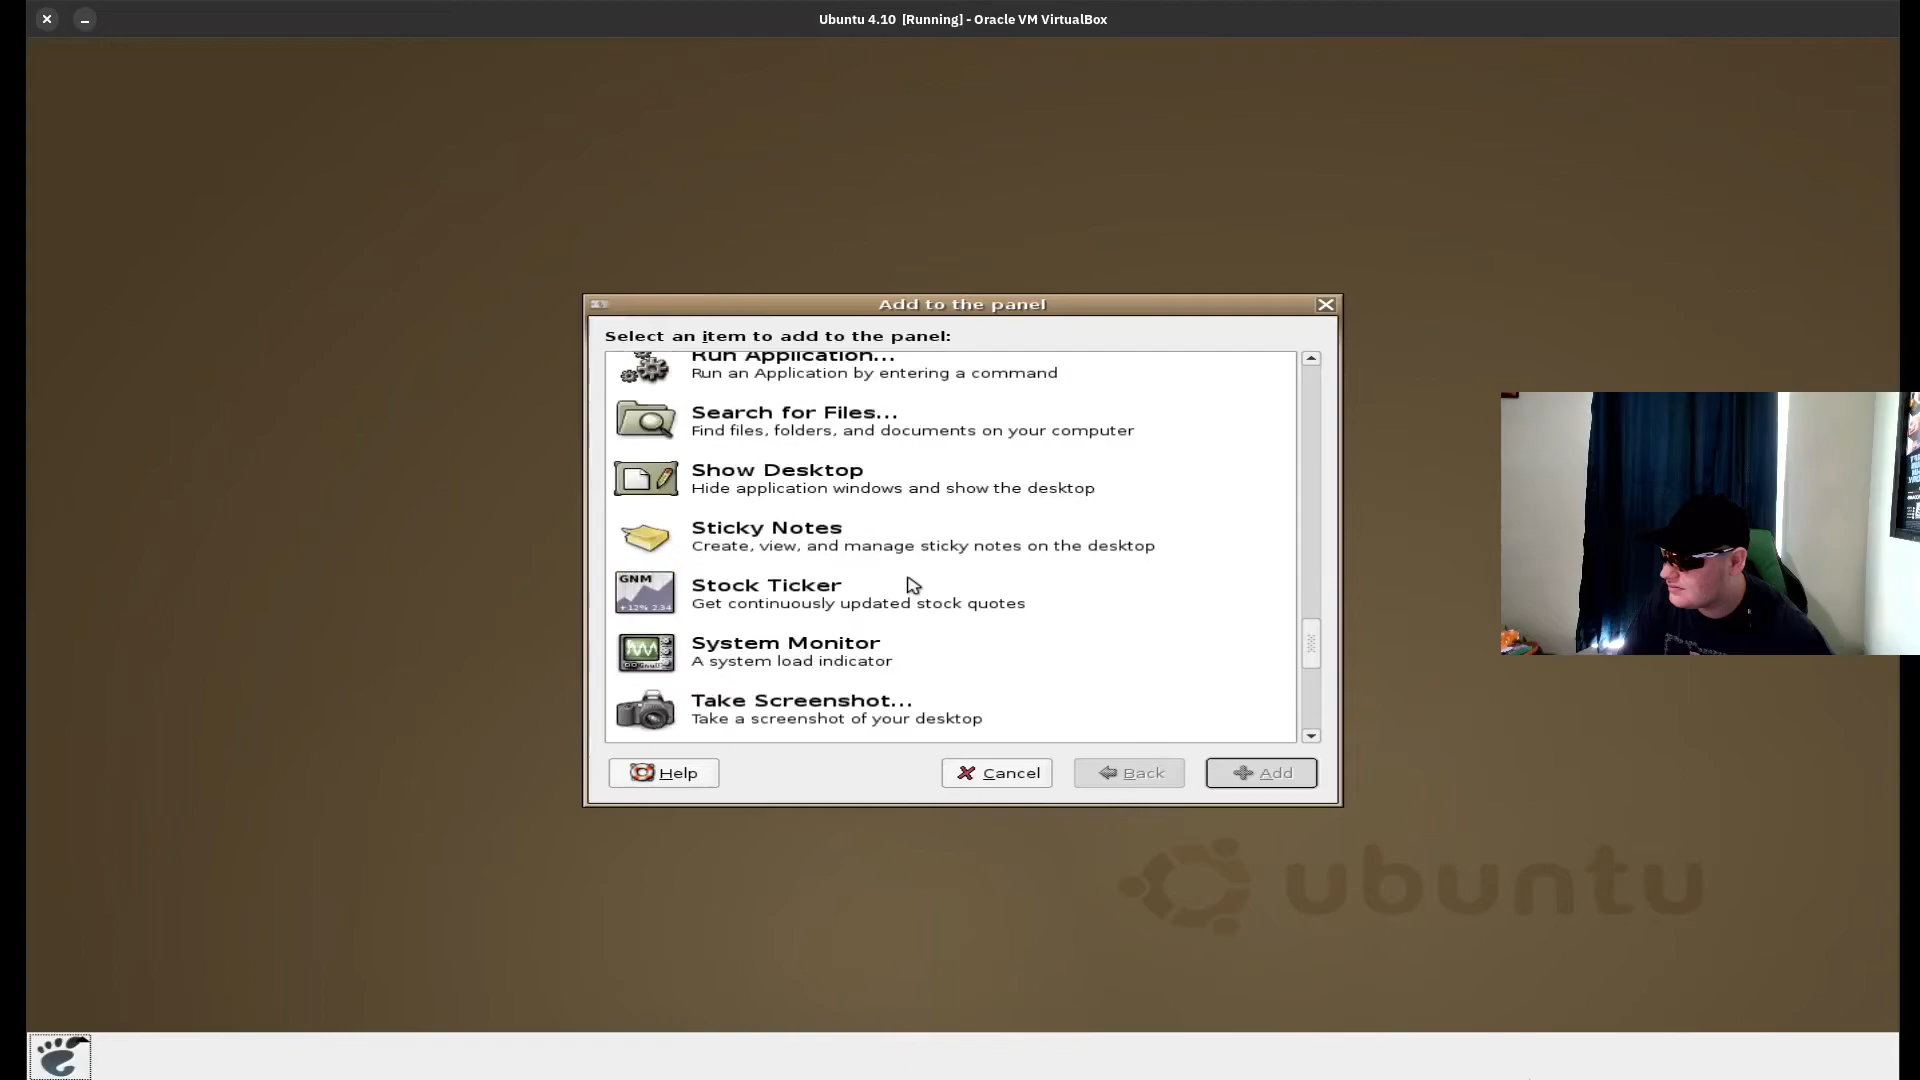 Ubuntu 4.10 [Running] - Oracle VM VirtualBox
Add to the panel
Select an item to add to the panel:
Run Application...
Run an Application by entering a command
Search for Files...
Find files, folders, and documents on your computer
Show Desktop
Hide application windows and show the desktop
Sticky Notes
Create, view, and manage sticky notes on the desktop
GNM
+12% 2.34
Stock Ticker
Get continuously updated stock quotes
System Monitor
A system load indicator
Take Screenshot...
Take a screenshot of your desktop
Help
Cancel
Back
Add
ubuntu